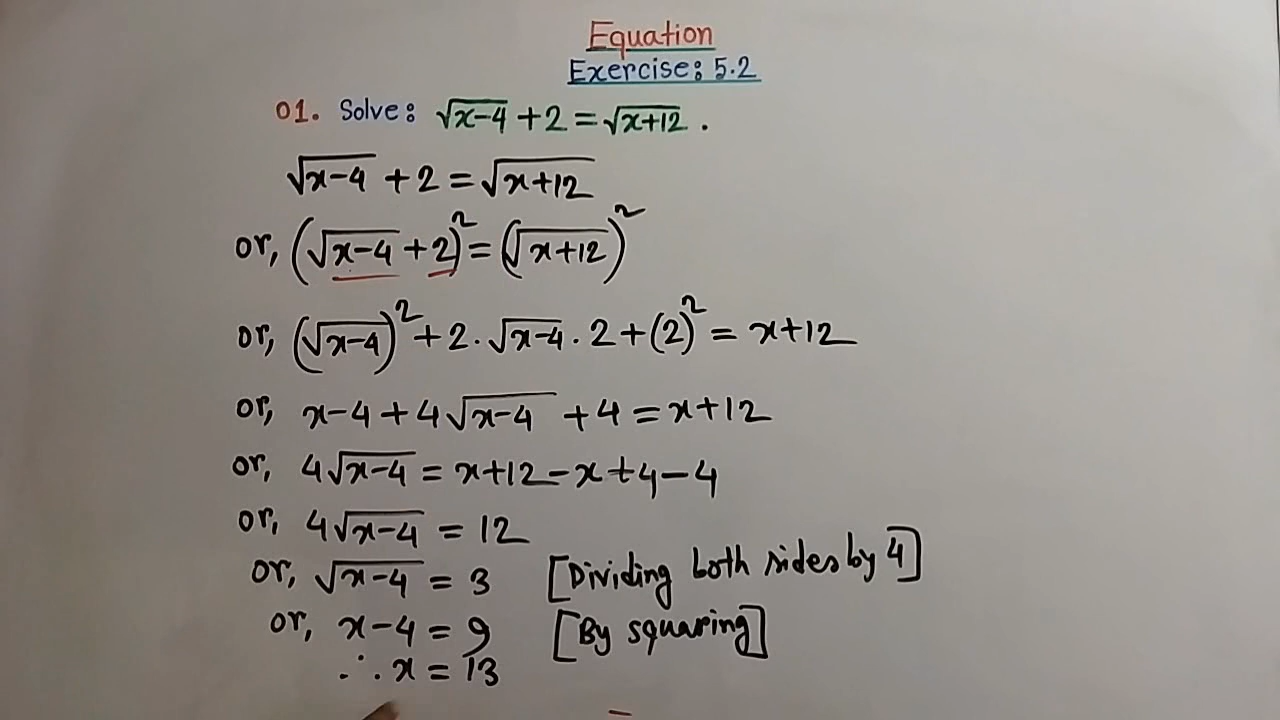 Equation
Exercise: 5.2
01. Solve: √(x-4) + 2 = √(x+12) .
√(x-4) + 2 = √(x+12)
or, (√(x-4) + 2)² = (√(x+12))²
or, (√(x-4))² + 2 · √(x-4) · 2 + (2)² = x+12
or, x-4 + 4√(x-4) + 4 = x+12
or, 4√(x-4) = x+12-x+4-4
or, 4√(x-4) = 12
or, √(x-4) = 3 [Dividing both sides by 4]
or, x-4 = 9 [By squaring]
∴ x = 13